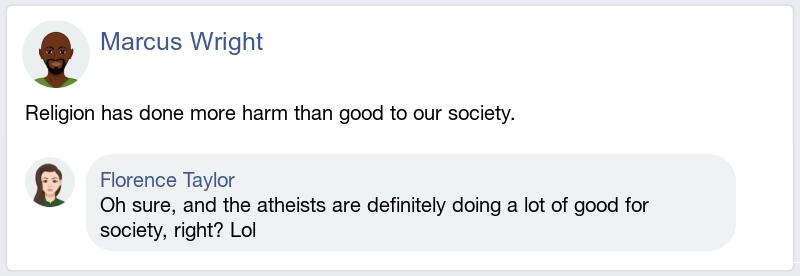 Marcus Wright
Religion has done more harm than good to our society.
Florence Taylor
Oh sure, and the atheists are definitely doing a lot of good for
society, right? Lol